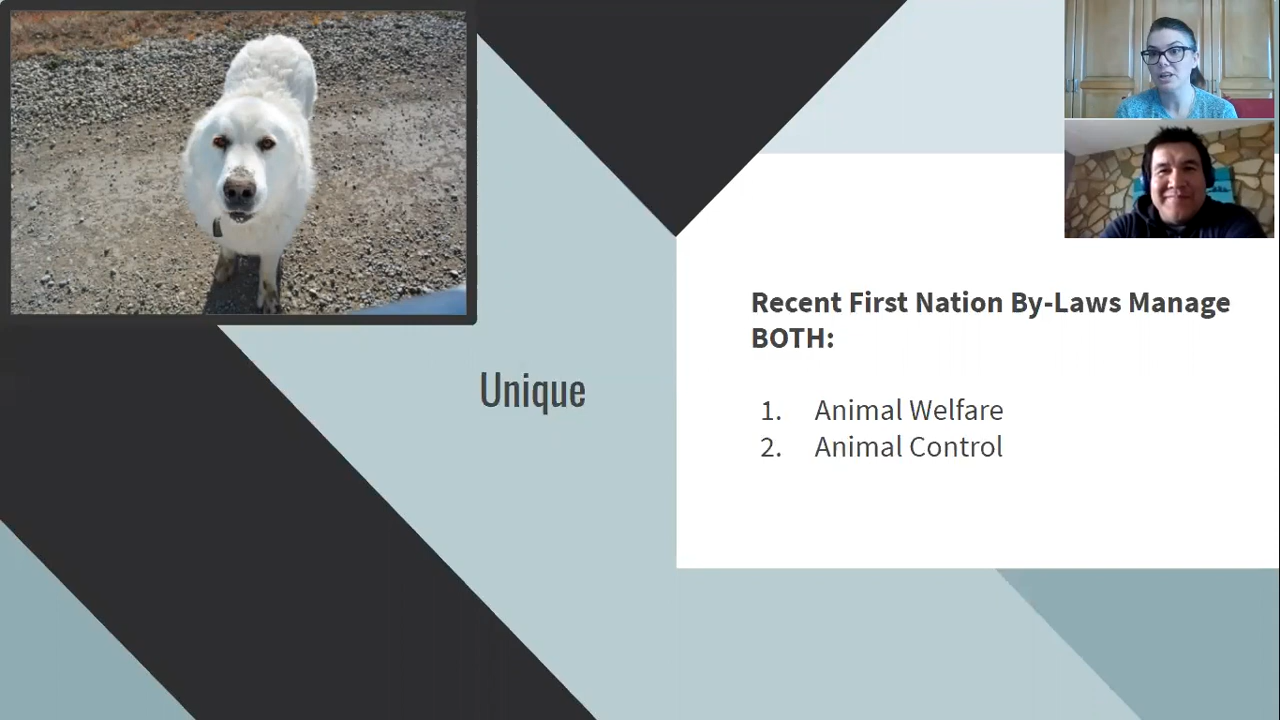 Unique
Recent First Nation By-Laws Manage
BOTH:
1. Animal Welfare
2. Animal Control